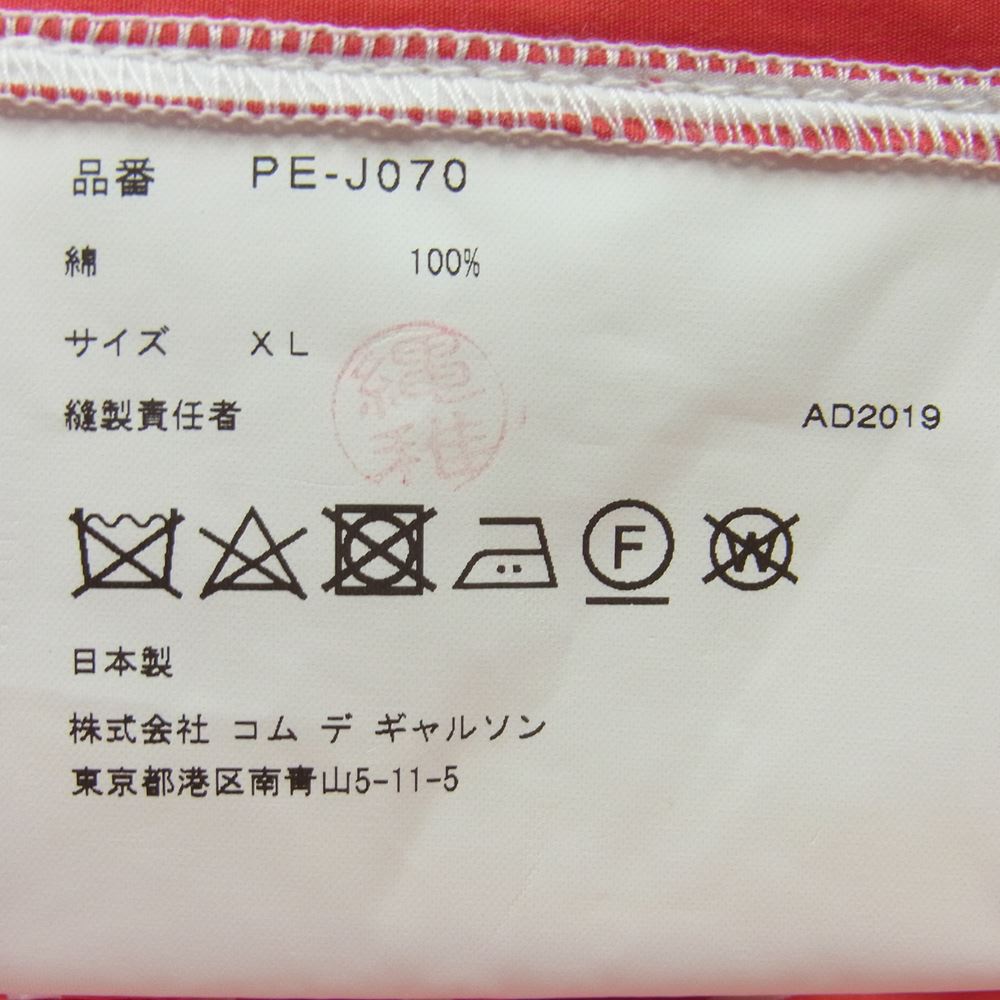 品番 PE-J070
綿 100%
サイズ XL
縫製責任者 AD2019
F
W
日本製
株式会社 コム デ ギャルソン
東京都港区南青山5-11-5